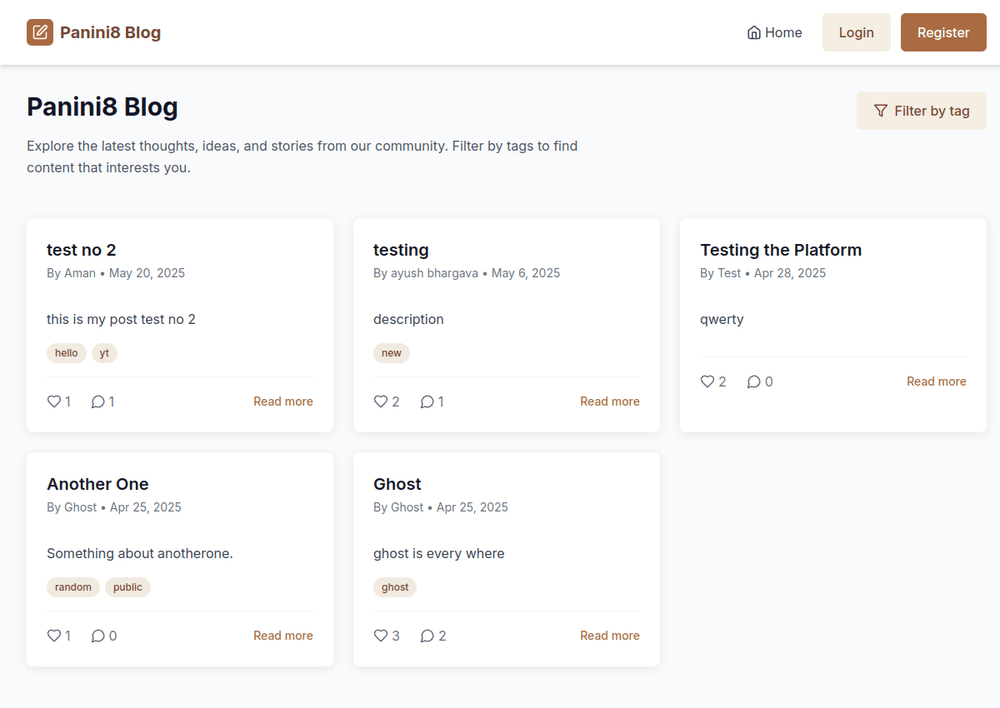 Panini8 Blog
Home
Login
Register
Panini8 Blog
Filter by tag
Explore the latest thoughts, ideas, and stories from our community. Filter by tags to find
content that interests you.
test no 2
By Aman • May 20, 2025
this is my post test no 2
hello yt
1 1 Read more
testing
By ayush bhargava • May 6, 2025
description
new
2 1 Read more
Testing the Platform
By Test • Apr 28, 2025
qwerty
2 0 Read more
Another One
By Ghost • Apr 25, 2025
Something about anotherone.
random public
1 0 Read more
Ghost
By Ghost • Apr 25, 2025
ghost is every where
ghost
3 2 Read more